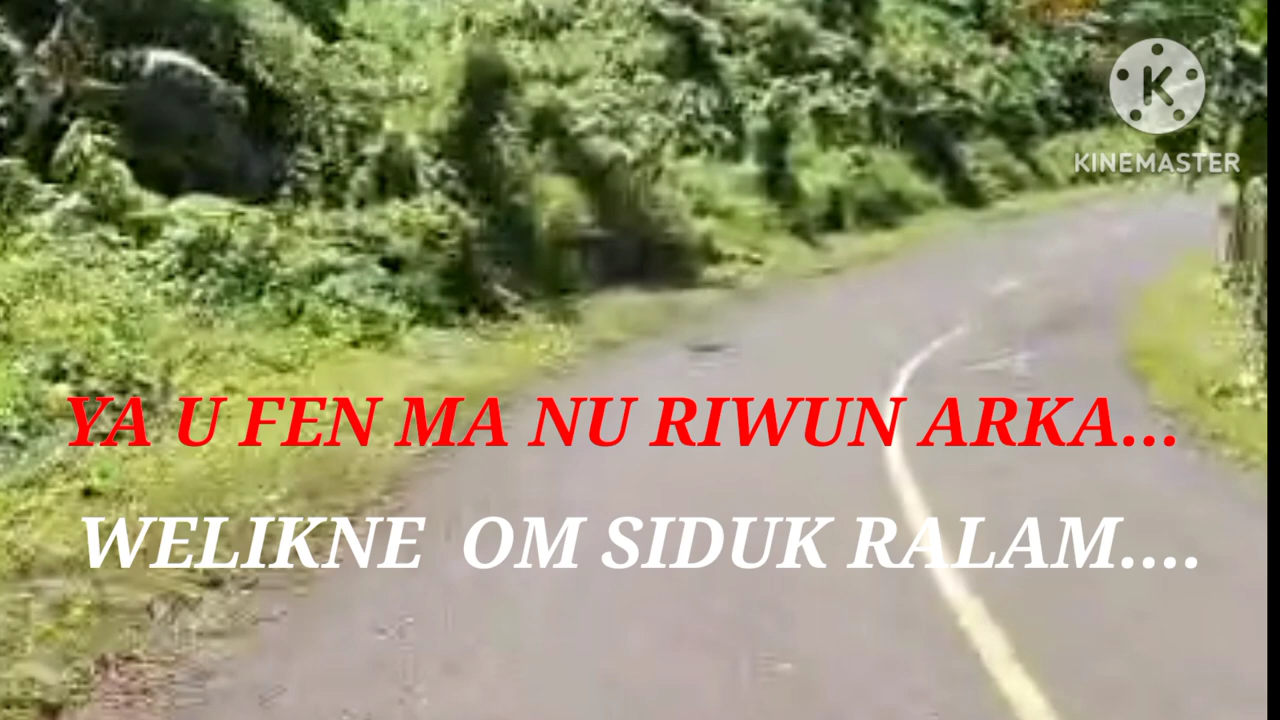 K
KINEMASTER
YA U FEN MA NU RIWUN ARKA...
WELIKNE OM SIDUK RALAM....